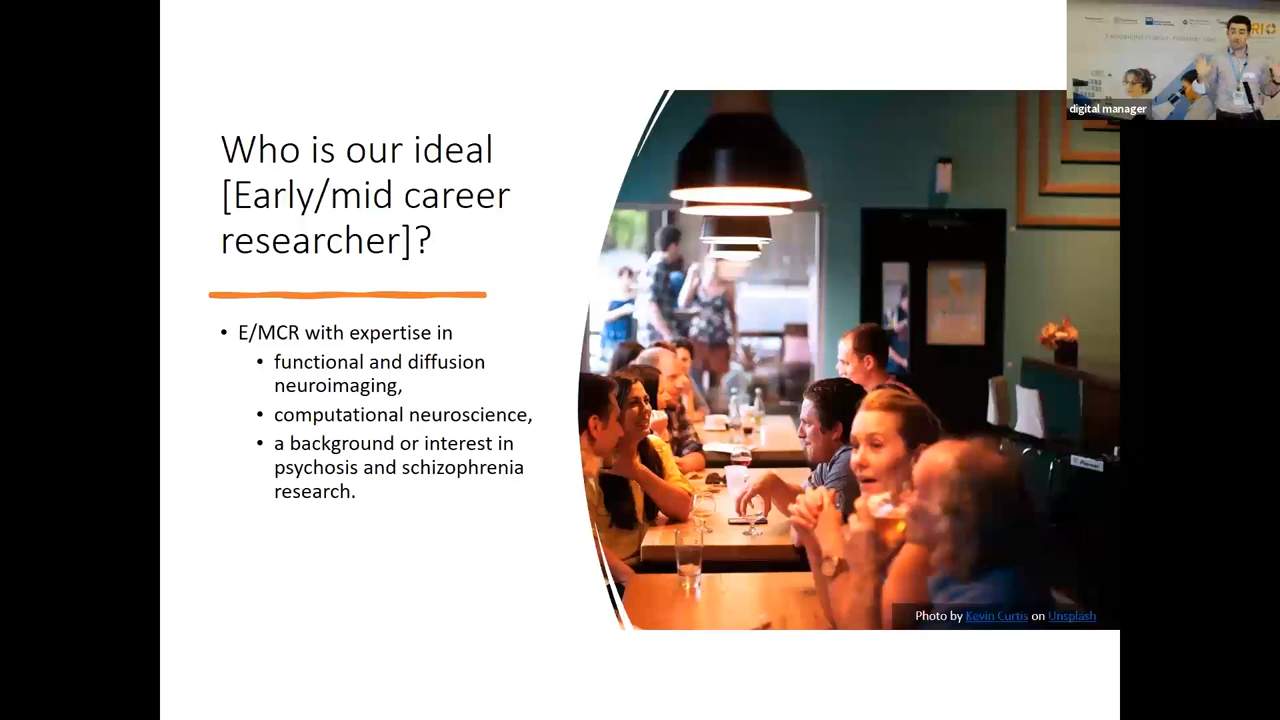 Who is our ideal
[Early/mid career
researcher]?
• E/MCR with expertise in
• functional and diffusion
neuroimaging,
• computational neuroscience,
• a background or interest in
psychosis and schizophrenia
research.
Photo by Kevin Curtis on Unsplash
digital manager